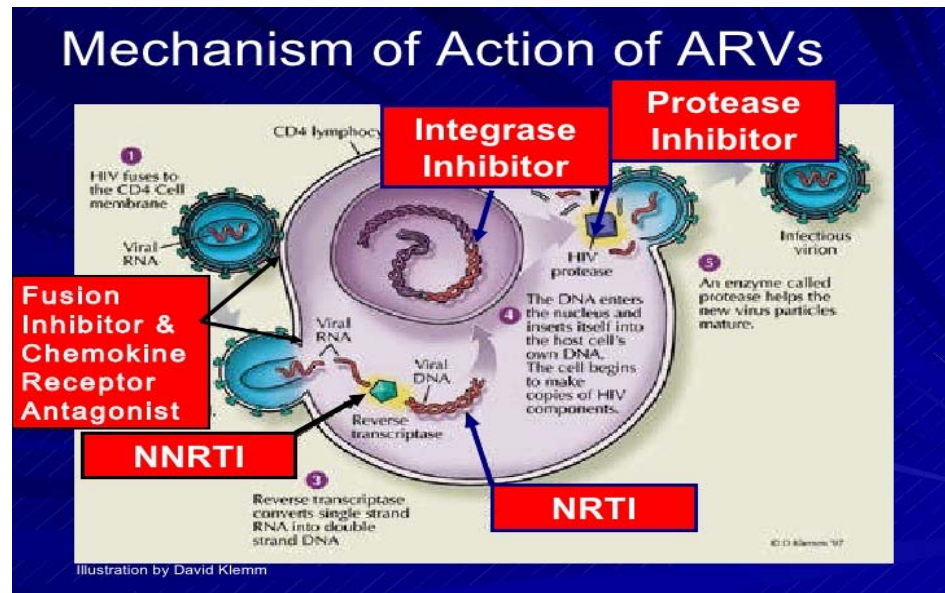 Mechanism of Action of ARVs
Protease
Inhibitor
Integrase
Inhibitor
CD4 lymphocy
1
HIV fuses to
the CD4 Cell
membrane
Viral
RNA
Fusion
Inhibitor &
Chemokine
Receptor
Antagonist
Viral
RNA
Viral
DNA
Reverse
transcriptase
NNRTI
3
Reverse transcriptase
converts single strand
RNA into double
strand DNA
NRTI
4
The DNA enters
the nucleus and
inserts itself into
the host cell's
own DNA.
The cell begins
to make
copies of HIV
components.
HIV
protease
5
An enzyme called
protease helps the
new virus particles
mature.
Infectious
virion
© D Klemm '97
Illustration by David Klemm